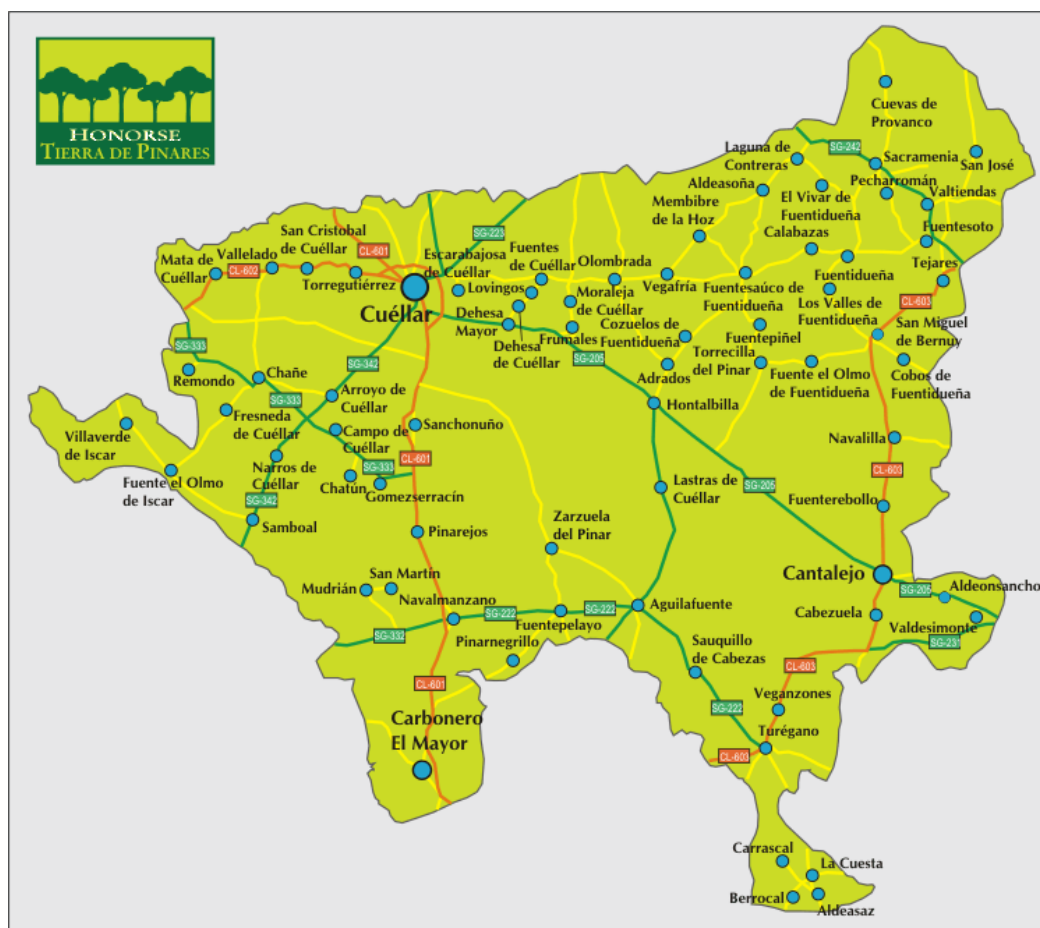 HONORSE
TIERRA DE PINARES
Cuevas de
Provanco
SG-242
Laguna de
Contreras
Sacramenia
San José
Aldeasoña
El Vivar de
Fuentidueña
Pecharromán
Valtiendas
Membibre
de la Hoz
Calabazas
Fuentesoto
San Cristobal
de Cuéllar
CL-601
SG-223
Escarabajosa
de Cuéllar
Fuentes
de Cuéllar
Olombrada
Mata de
Cuéllar
Vallelado
CL-602
Torregutiérrez
Lovingos
Moraleja
de Cuéllar
Vegafría
Fuentesaúco de
Fuentidueña
Fuentidueña
Tejares
Los Valles de
Fuentidueña
CL-603
Cuéllar
Dehesa
Mayor
Dehesa
de Cuéllar
Frumales
Cozuelos de
Fuentidueña
Fuentepiñel
San Miguel
de Bernuy
SG-333
SG-342
SG-205
Torrecilla
del Pinar
Remondo
Chañe
Adrados
Fuente el Olmo
de Fuentidueña
Cobos de
Fuentidueña
SG-333
Arroyo de
Cuéllar
Hontalbilla
Fresneda
de Cuéllar
Villaverde
de Iscar
Campo de
Cuéllar
Sanchonuño
Navalilla
SG-333
CL-601
CL-603
Fuente el Olmo
de Iscar
Narros de
Cuéllar
Chatún
Gomezserracín
Lastras de
Cuéllar
SG-205
SG-342
Fuenterebollo
Samboal
Pinarejos
Zarzuela
del Pinar
Cantalejo
Mudrián
San Martin
SG-205
Aldeonsancho
Navalmanzano
SG-222
SG-222
Aguilafuente
Cabezuela
Fuentepelayo
Valdesimonte
SG-332
SG-231
Pinarnegrillo
Sauquillo
de Cabezas
CL-603
CL-601
Veganzones
SG-222
Carbonero
El Mayor
Turégano
CL-603
Carrascal
La Cuesta
Berrocal
Aldeasaz